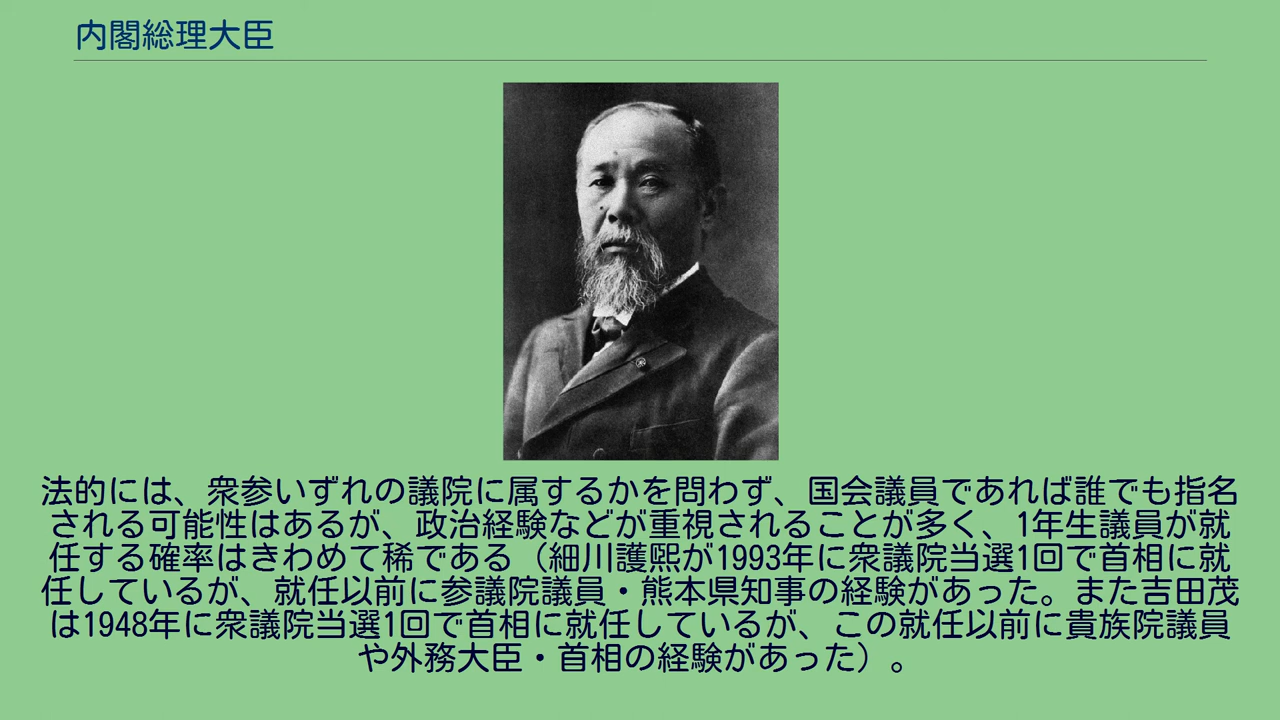 内閣総理大臣
法的には、衆参いずれの議院に属するかを問わず、国会議員であれば誰でも指名
される可能性はあるが、政治経験などが重視されることが多く、1年生議員が就
任する確率はきわめて稀である（細川護煕が1993年に衆議院当選1回で首相に就
任しているが、就任以前に参議院議員・熊本県知事の経験があった。また吉田茂
は1948年に衆議院当選1回で首相に就任しているが、この就任以前に貴族院議員
や外務大臣・首相の経験があった）。